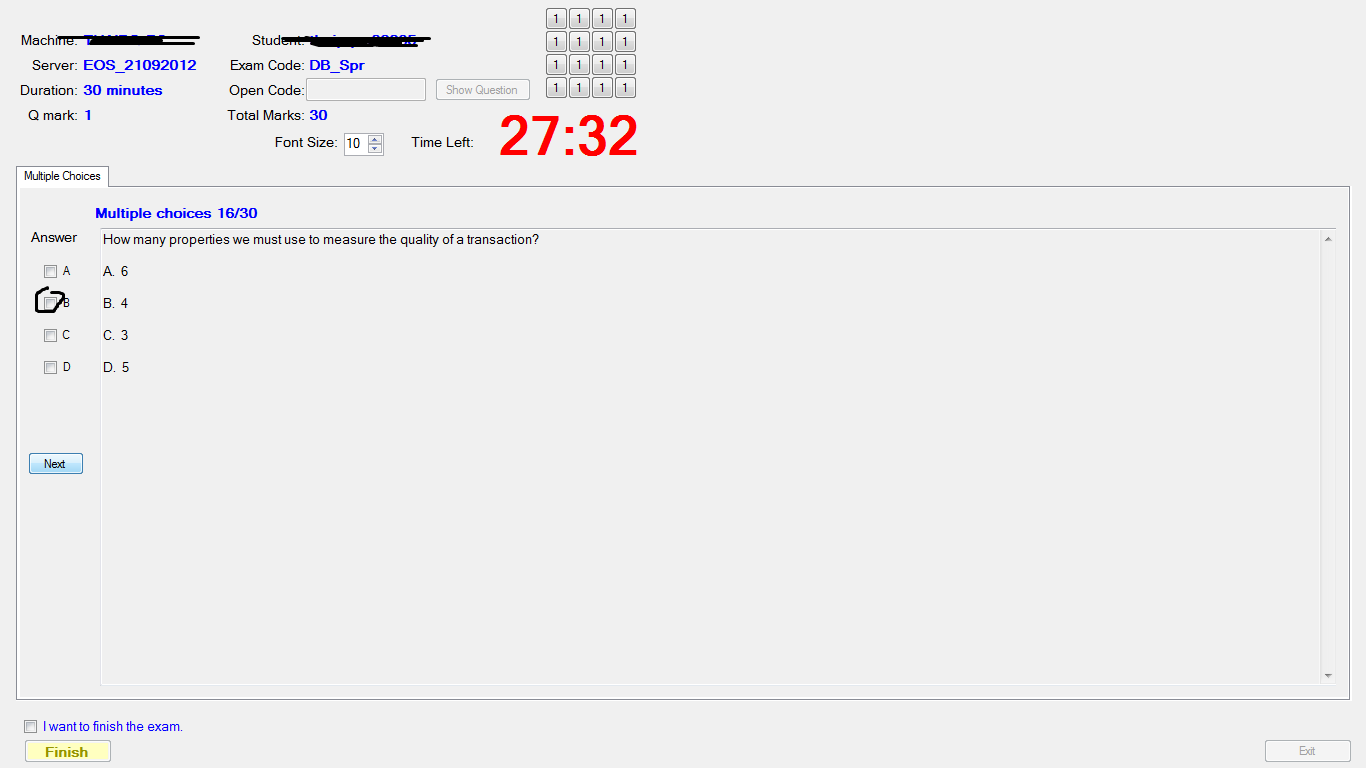 1 1 1 1
Machine: Student:
1 1 1 1
Server: EOS_21092012 Exam Code: DB_Spr
1 1 1 1
Duration: 30 minutes Open Code: Show Question
1 1 1 1
Q mark: 1 Total Marks: 30
Font Size: 10 Time Left: 27:32
Multiple Choices
Multiple choices 16/30
Answer
How many properties we must use to measure the quality of a transaction?
A A. 6
B B. 4
C C. 3
D D. 5
Next
I want to finish the exam.
Finish Exit